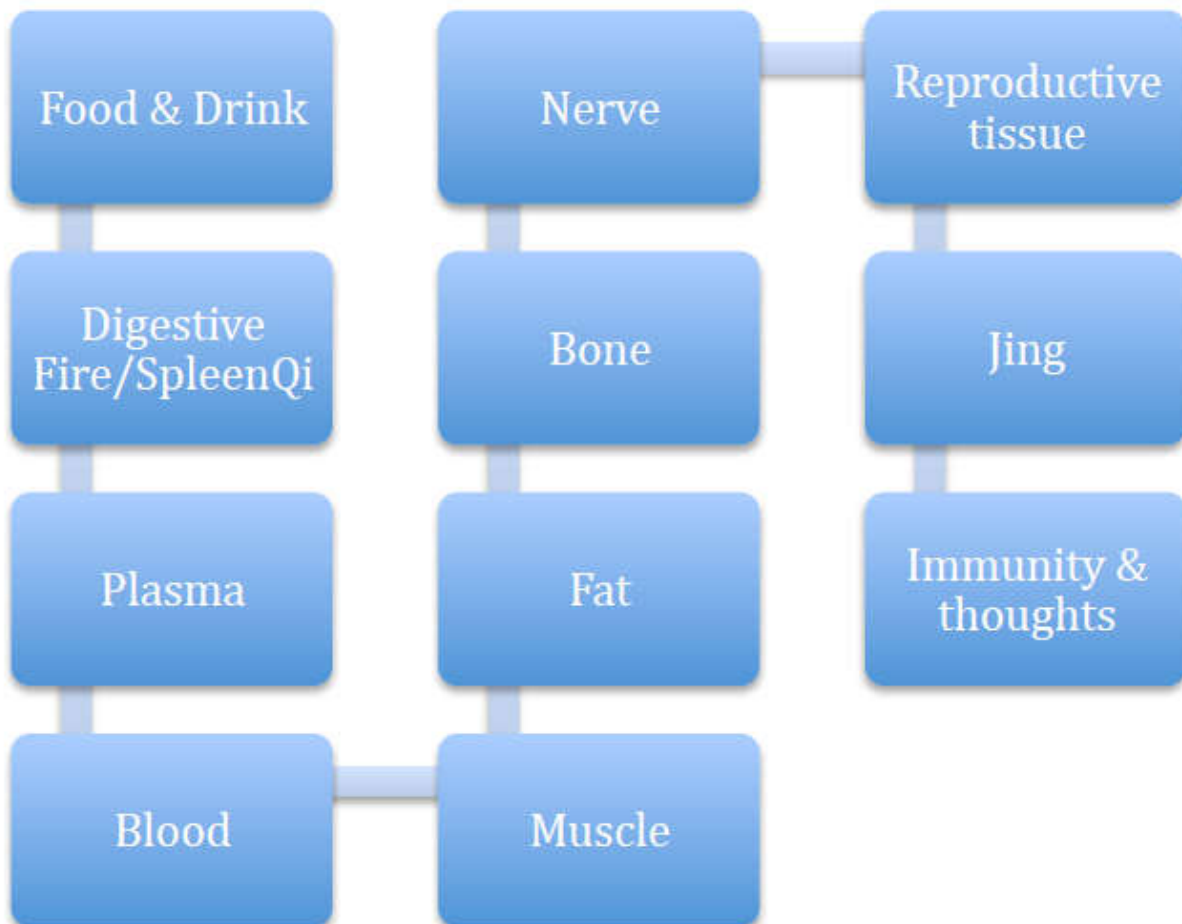 Food & Drink
Digestive
Fire/SpleenQi
Plasma
Blood
Muscle
Fat
Bone
Nerve
Reproductive
tissue
Jing
Immunity &
thoughts